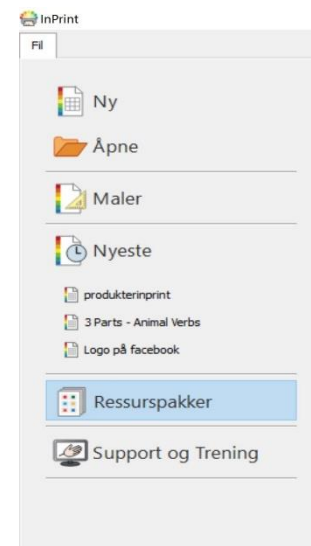 InPrint
Fil
Ny
Åpne
Maler
Nyeste
produkterinprint
3 Parts - Animal Verbs
Logo på facebook
Ressurspakker
Support og Trening